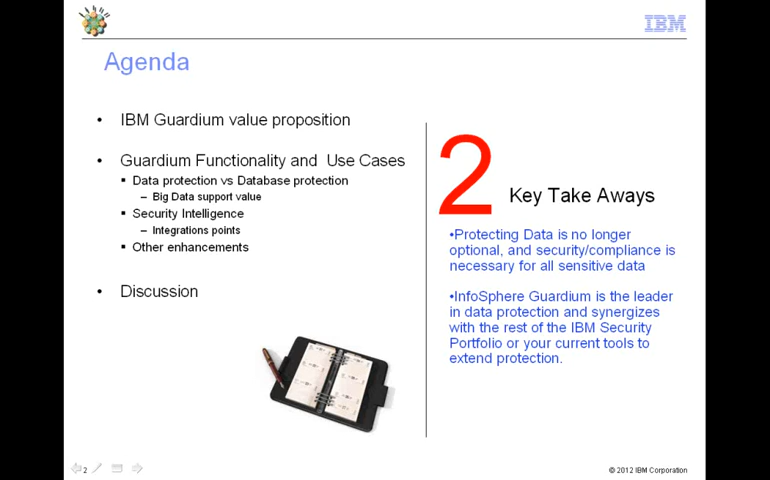 IBM
Agenda
• IBM Guardium value proposition
• Guardium Functionality and Use Cases
▪ Data protection vs Database protection
– Big Data support value
▪ Security Intelligence
– Integrations points
▪ Other enhancements
• Discussion
2
Key Take Aways
•Protecting Data is no longer
optional, and security/compliance is
necessary for all sensitive data
•InfoSphere Guardium is the leader
in data protection and synergizes
with the rest of the IBM Security
Portfolio or your current tools to
extend protection.
2
© 2012 IBM Corporation